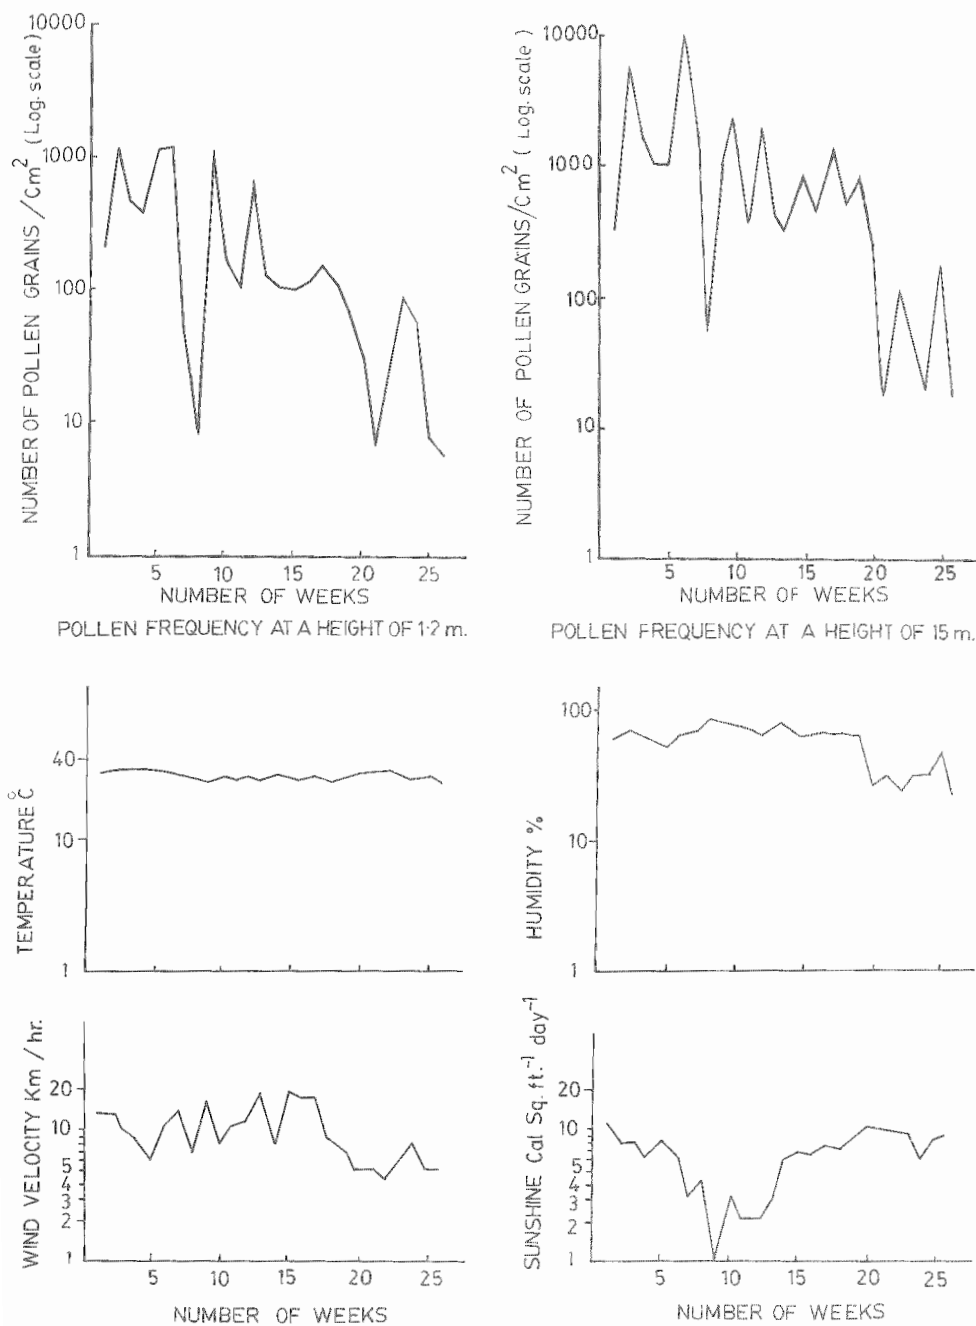 NUMBER OF POLLEN GRAINS /Cm2 (Log. scale)
10000
1000
100
10
1
5 10 15 20 25
NUMBER OF WEEKS
POLLEN FREQUENCY AT A HEIGHT OF 1·2 m.
NUMBER OF POLLEN GRAINS/Cm2 ( Log. scale )
10000
1000
100
10
1
5 10 15 20 25
NUMBER OF WEEKS
POLLEN FREQUENCY AT A HEIGHT OF 15 m.
TEMPERATURE °C
40
10
1
HUMIDITY %
100
10
1
WIND VELOCITY Km / hr.
20
10
5
4
3
2
1
5 10 15 20 25
NUMBER OF WEEKS
SUNSHINE Cal Sq. ft.-1 day-1
20
10
5
4
3
2
1
5 10 15 20 25
NUMBER OF WEEKS